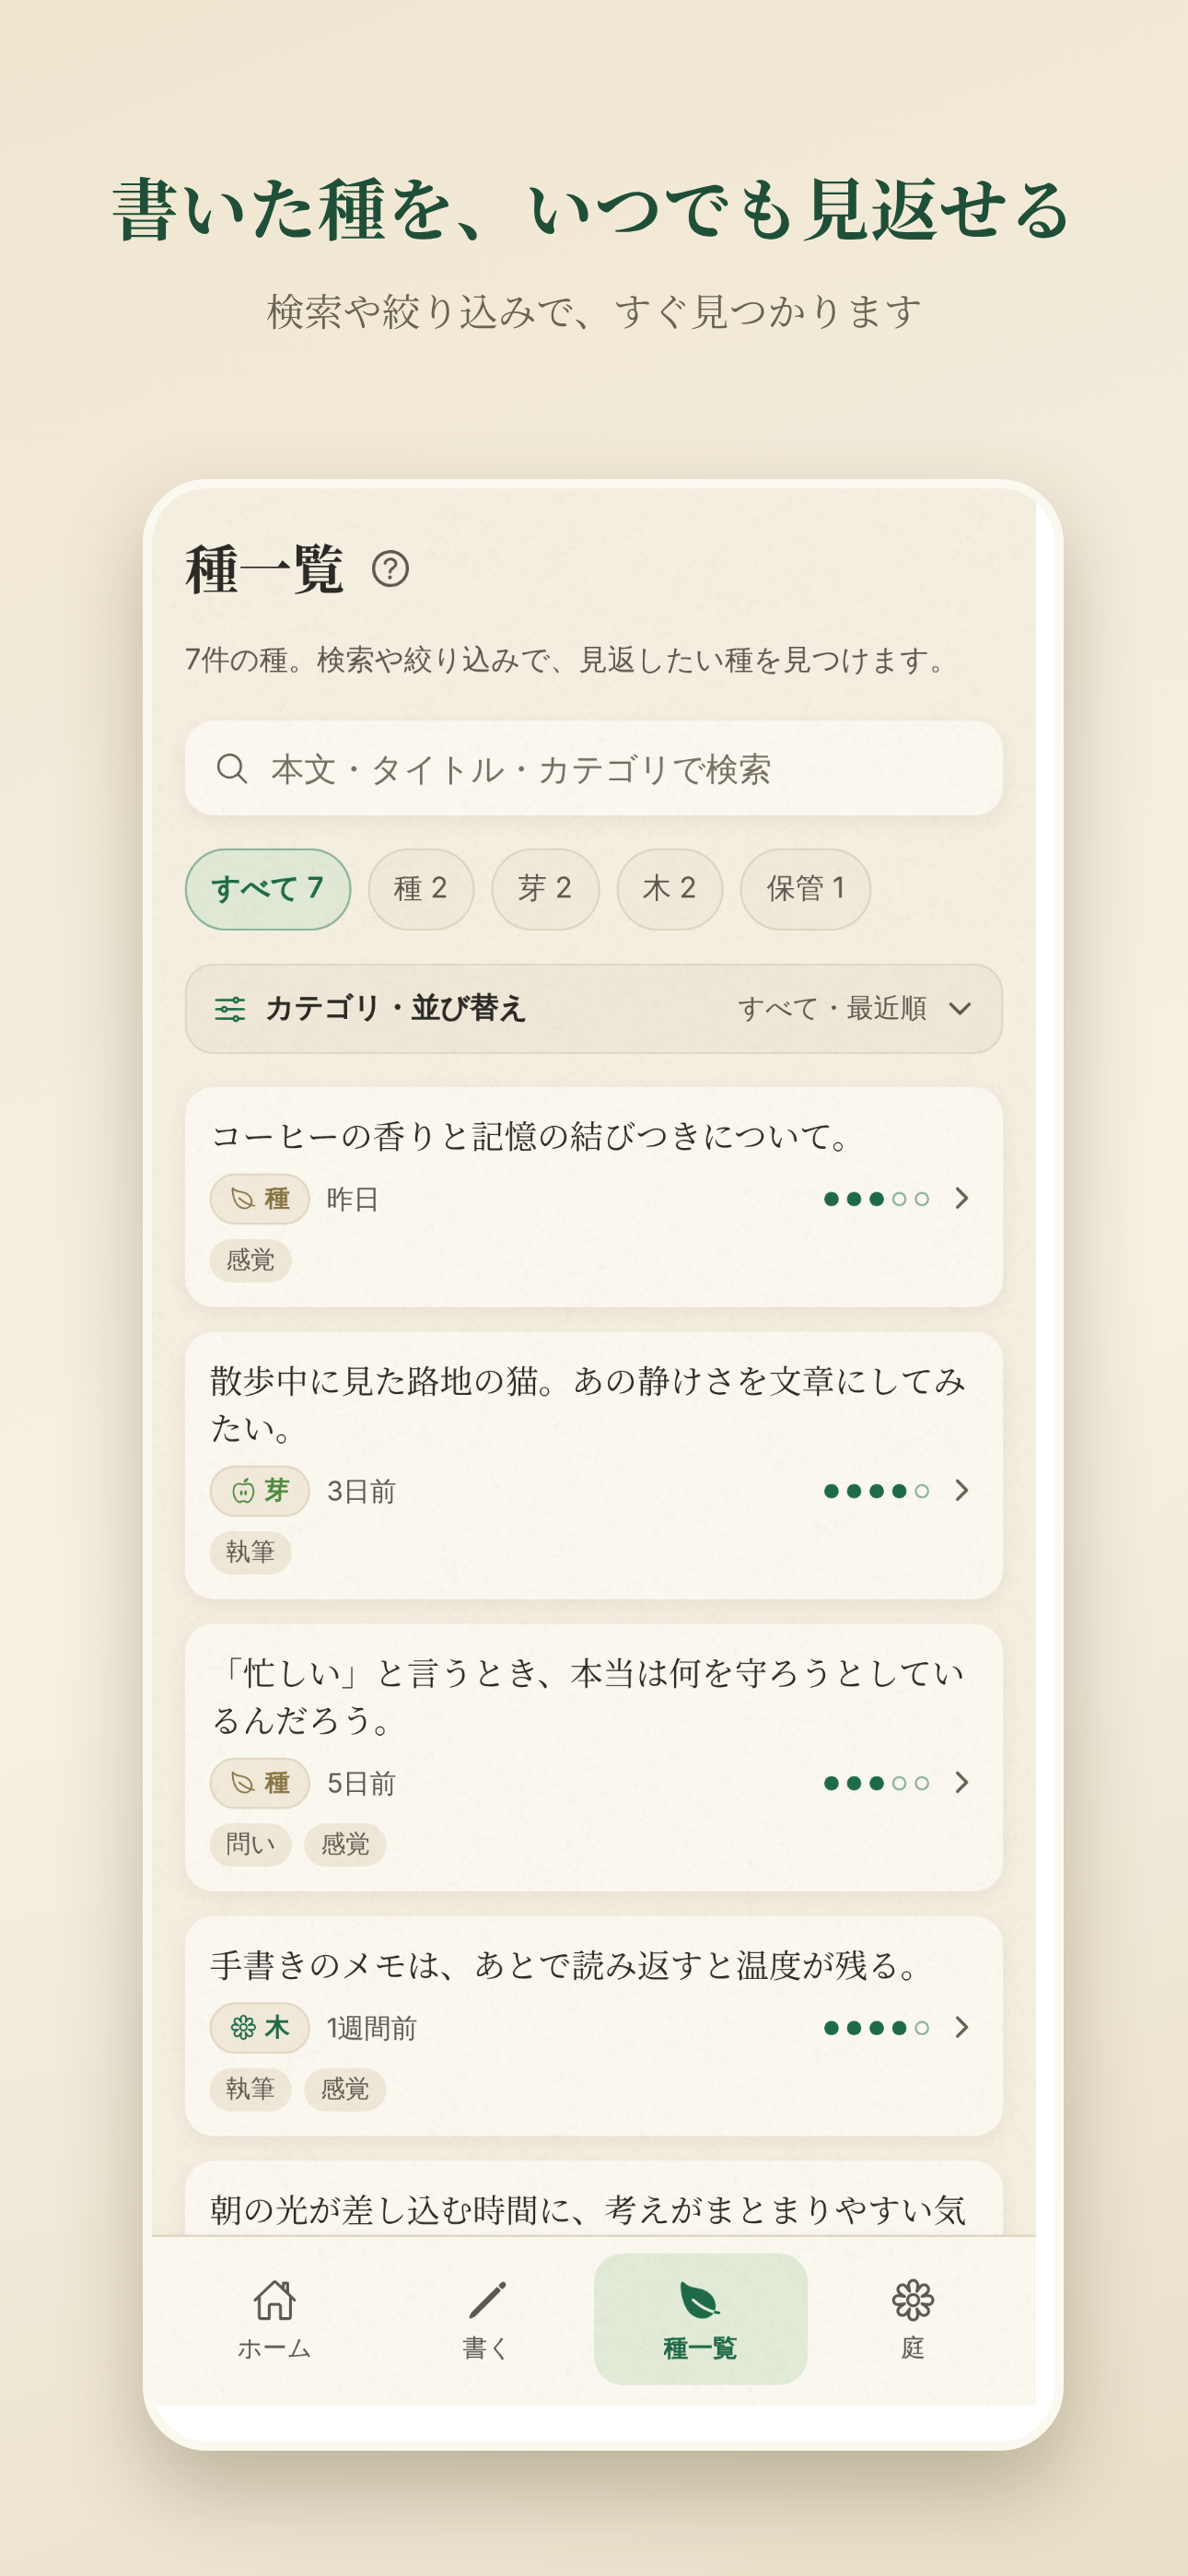 書いた種を、いつでも見返せる
検索や絞り込みで、すぐ見つかります
種一覧
7件の種。検索や絞り込みで、見返したい種を見つけます。
本文・タイトル・カテゴリで検索
すべて 7 種 2 芽 2 木 2 保管 1
カテゴリ・並び替え すべて・最近順
コーヒーの香りと記憶の結びつきについて。
種 昨日
感覚
散歩中に見た路地の猫。あの静けさを文章にしてみ
たい。
芽 3日前
執筆
「忙しい」と言うとき、本当は何を守ろうとしてい
るんだろう。
種 5日前
問い 感覚
手書きのメモは、あとで読み返すと温度が残る。
木 1週間前
執筆 感覚
朝の光が差し込む時間に、考えがまとまりやすい気
ホーム 書く 種一覧 庭